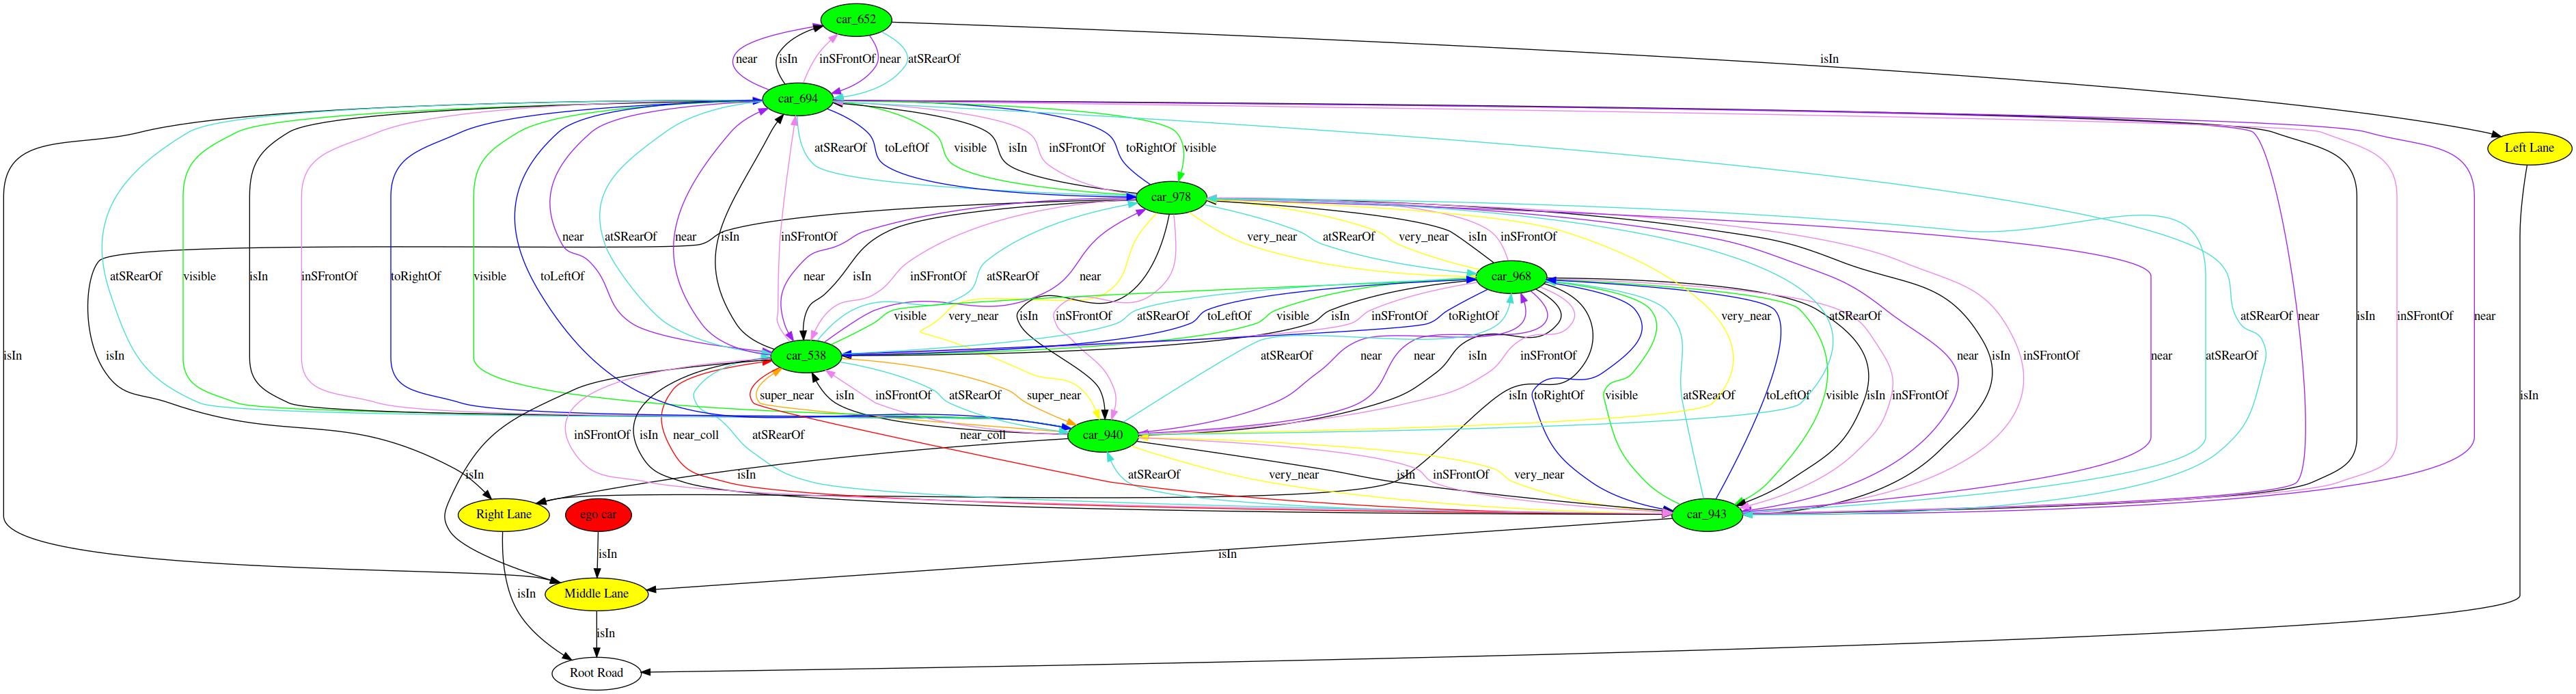 car_652
near
isIn
inSFrontOf
near
atSRearOf
isIn
car_694
Left Lane
atSRearOf
toLeftOf
visible
isIn
inSFrontOf
toRightOf
visible
car_978
near
atSRearOf
near
isIn
inSFrontOf
very_near
atSRearOf
very_near
isIn
inSFrontOf
atSRearOf
visible
isIn
inSFrontOf
toRightOf
visible
toLeftOf
near
isIn
inSFrontOf
atSRearOf
near
car_968
visible
very_near
isIn
inSFrontOf
atSRearOf
toLeftOf
visible
isIn
inSFrontOf
toRightOf
very_near
atSRearOf
atSRearOf
near
isIn
inSFrontOf
near
isIn
isIn
car_538
atSRearOf
near
near
isIn
inSFrontOf
near
isIn
inSFrontOf
near
atSRearOf
super_near
isIn
inSFrontOf
atSRearOf
super_near
isIn
toRightOf
visible
atSRearOf
toLeftOf
visible
isIn
inSFrontOf
isIn
inSFrontOf
isIn
near_coll
atSRearOf
near_coll
car_940
isIn
isIn
atSRearOf
very_near
isIn
inSFrontOf
very_near
Right Lane
ego car
car_943
isIn
isIn
isIn
Middle Lane
isIn
Root Road